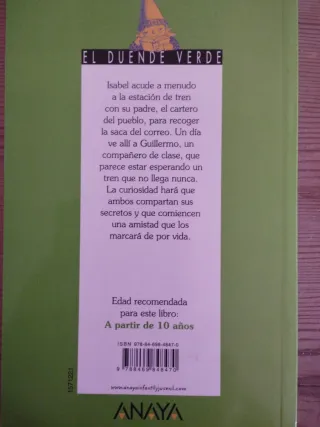 EL DUENDE VERDE
Isabel acude a menudo
a la estación de tren
con su padre, el cartero
del pueblo, para recoger
la saca del correo. Un día
ve allí a Guillermo, un
compañero de clase, que
parece estar esperando un
tren que no llega nunca.
La curiosidad hará que
ambos compartan sus
secretos y que comiencen
una amistad que los
marcará de por vida.
Edad recomendada
para este libro:
A partir de 10 años
www.anayainfantilyjuvenil.com
ANAYA